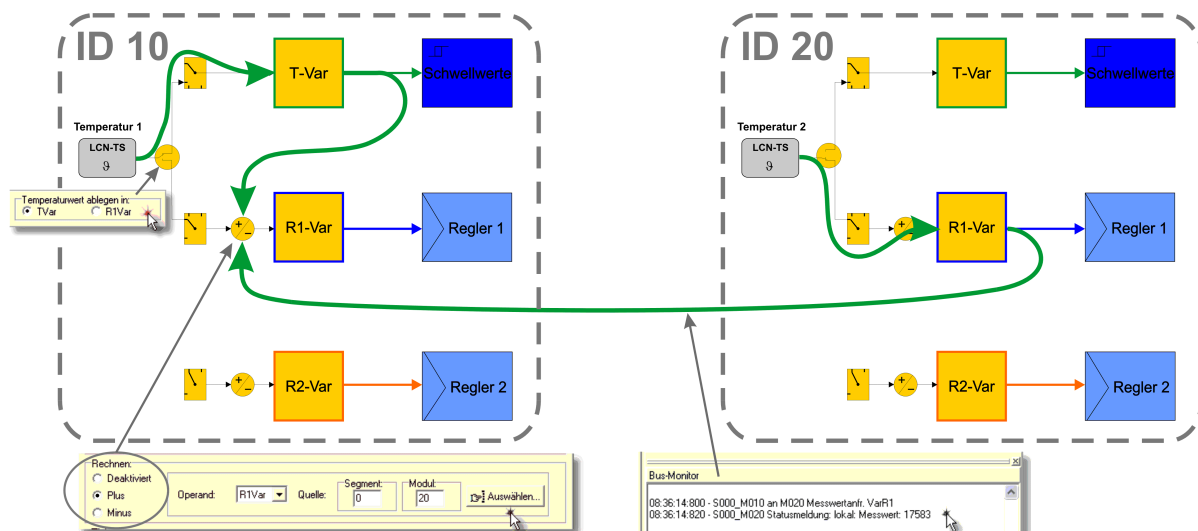 ID 10
T-Var
Schwellwerte
Temperatur 1
LCN-TS
ϑ
Temperaturwert ablegen in:
TVar
R1Var
+
−
R1-Var
Regler 1
+
−
R2-Var
Regler 2
ID 20
T-Var
Schwellwerte
Temperatur 2
LCN-TS
ϑ
+
−
R1-Var
Regler 1
+
−
R2-Var
Regler 2
Rechnen:
Deaktiviert
Plus
Minus
Operand:
R1Var
Quelle:
Segment:
0
Modul:
20
Auswählen...
Bus-Monitor
08:36:14:800 - S000_M010 an M020 Messwertanfr. VarR1
08:36:14:820 - S000_M020 Statusmeldung: lokal: Messwert: 17583